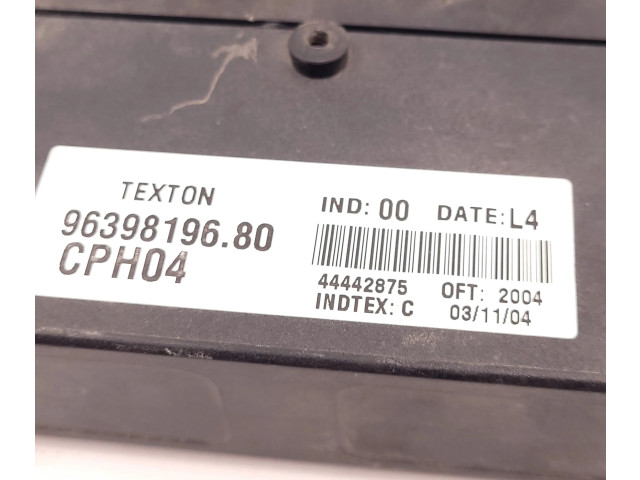 TEXTON
96398196.80
CPH04
IND: 00 DATE: L4
44442875 OFT: 2004
INDTEX: C 03/11/04